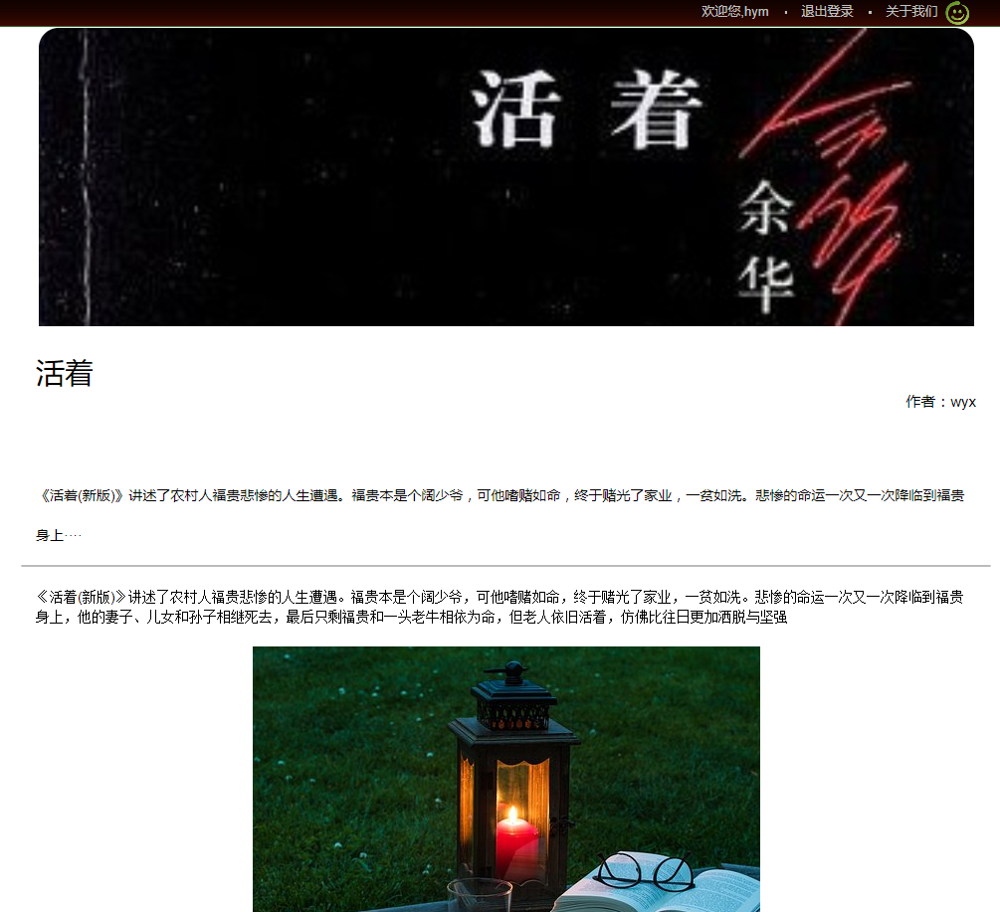 欢迎您,hym · 退出登录 · 关于我们
活着
余华
余华
活着
作者：wyx
《活着(新版)》讲述了农村人福贵悲惨的人生遭遇。福贵本是个阔少爷，可他嗜赌如命，终于赌光了家业，一贫如洗。悲惨的命运一次又一次降临到福贵
身上····
《活着(新版)》讲述了农村人福贵悲惨的人生遭遇。福贵本是个阔少爷，可他嗜赌如命，终于赌光了家业，一贫如洗。悲惨的命运一次又一次降临到福贵
身上，他的妻子、儿女和孙子相继死去，最后只剩福贵和一头老牛相依为命，但老人依旧活着，仿佛比往日更加洒脱与坚强